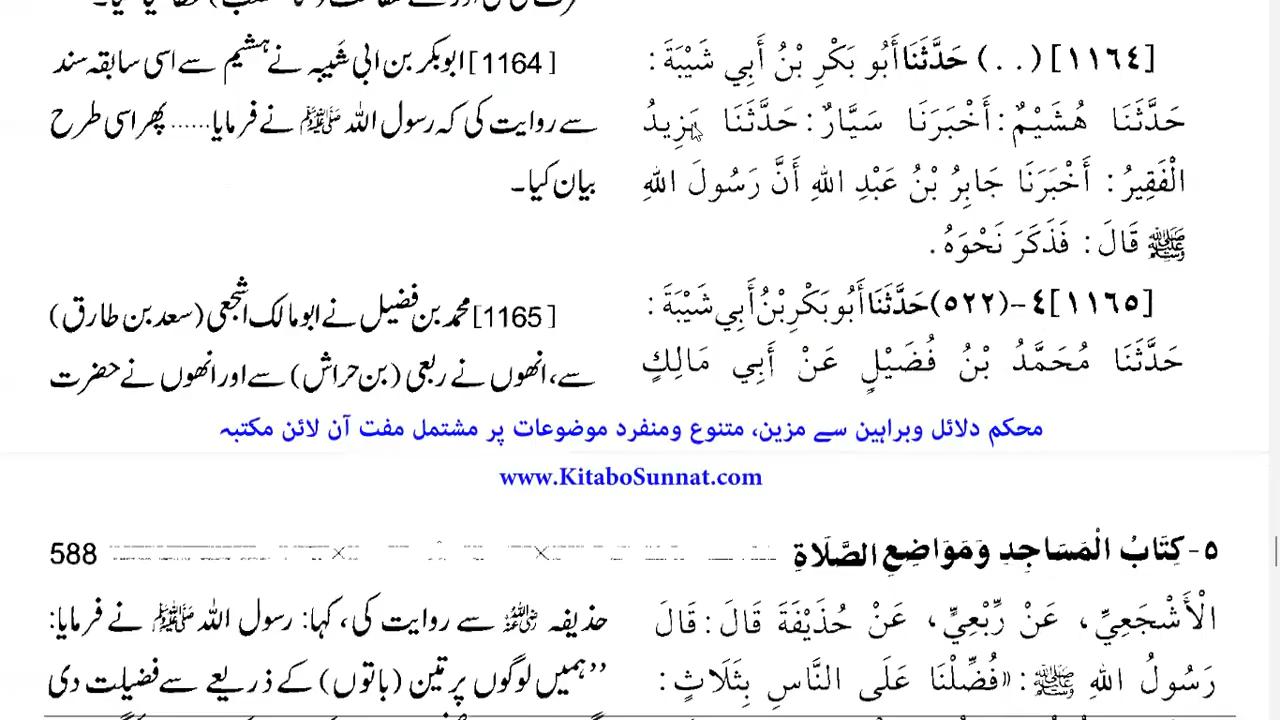 [١١٦٤] (. .) حَدَّثَنَا أَبُو بَكْرِ بْنُ أَبِي شَيْبَةَ:
حَدَّثَنَا هُشَيْمٌ: أَخْبَرَنَا سَيَّارٌ: حَدَّثَنَا يَزِيدُ
الْفَقِيرُ: أَخْبَرَنَا جَابِرُ بْنُ عَبْدِ اللهِ أَنَّ رَسُولَ اللهِ
ﷺ قَالَ: فَذَكَرَ نَحْوَهُ.
[١١٦٥] ٤-(٥٢٢) حَدَّثَنَا أَبُو بَكْرِ بْنُ أَبِي شَيْبَةَ:
حَدَّثَنَا مُحَمَّدُ بْنُ فُضَيْلٍ عَنْ أَبِي مَالِكٍ
[1164] ابوبکر بن ابی شَیبہ نے ہشیم سے اسی سابقہ سند
سے روایت کی کہ رسول اللہ ﷺ نے فرمایا...... پھر اسی طرح
بیان کیا۔
[1165] محمد بن فضیل نے ابو مالک اشجعی (سعد بن طارق)
سے، انھوں نے ربعی (بن حراش) سے اور انھوں نے حضرت
محکم دلائل وبراہین سے مزین، متنوع ومنفرد موضوعات پر مشتمل مفت آن لائن مکتبہ
www.KitaboSunnat.com
٥- كِتَابُ الْمَسَاجِدِ وَمَوَاضِعِ الصَّلَاةِ
588
الْأَشْجَعِيِّ، عَنْ رِّبْعِيٍّ، عَنْ حُذَيْفَةَ قَالَ: قَالَ
رَسُولُ اللهِ ﷺ: «فُضِّلْنَا عَلَى النَّاسِ بِثَلَاثٍ:
حذیفہ رضی اللہ عنہ سے روایت کی، کہا: رسول اللہ ﷺ نے فرمایا:
’’ہمیں لوگوں پر تین (باتوں) کے ذریعے سے فضیلت دی